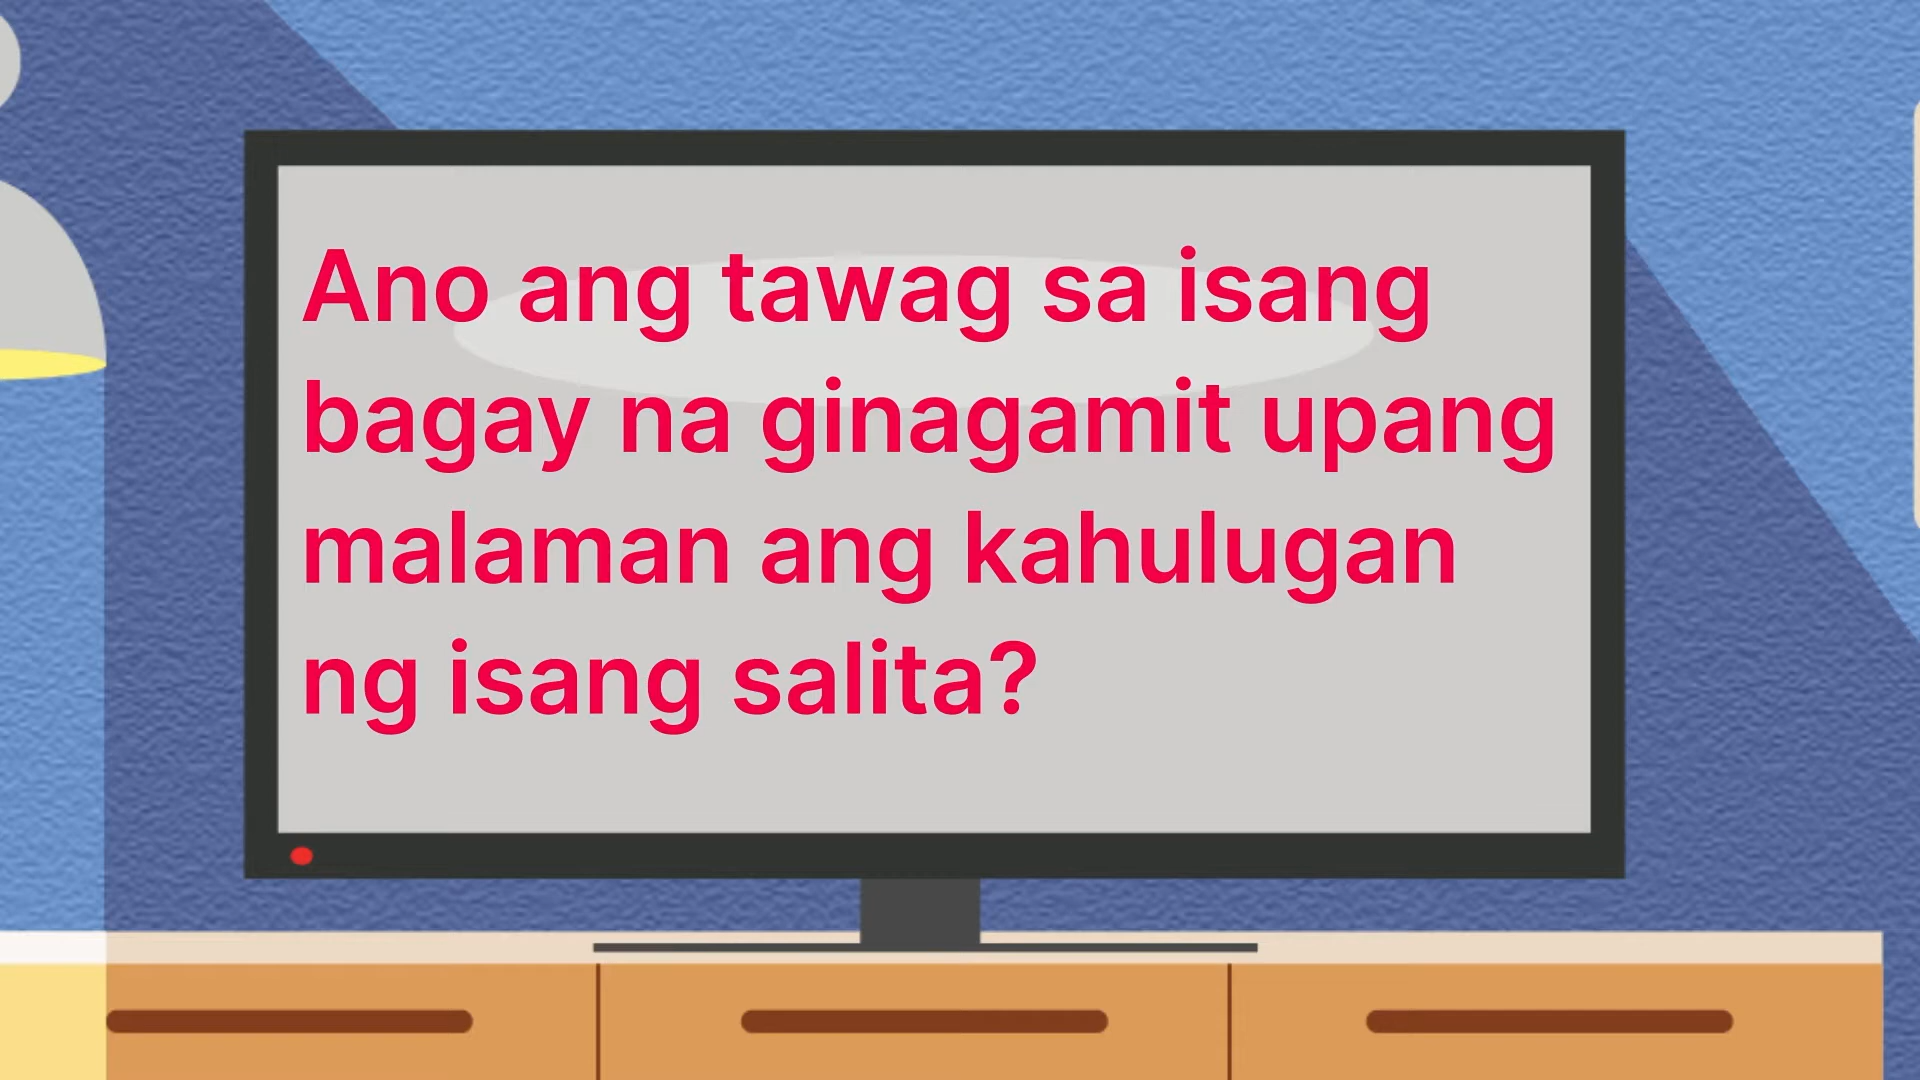 Ano ang tawag sa isang
bagay na ginagamit upang
malaman ang kahulugan
ng isang salita?